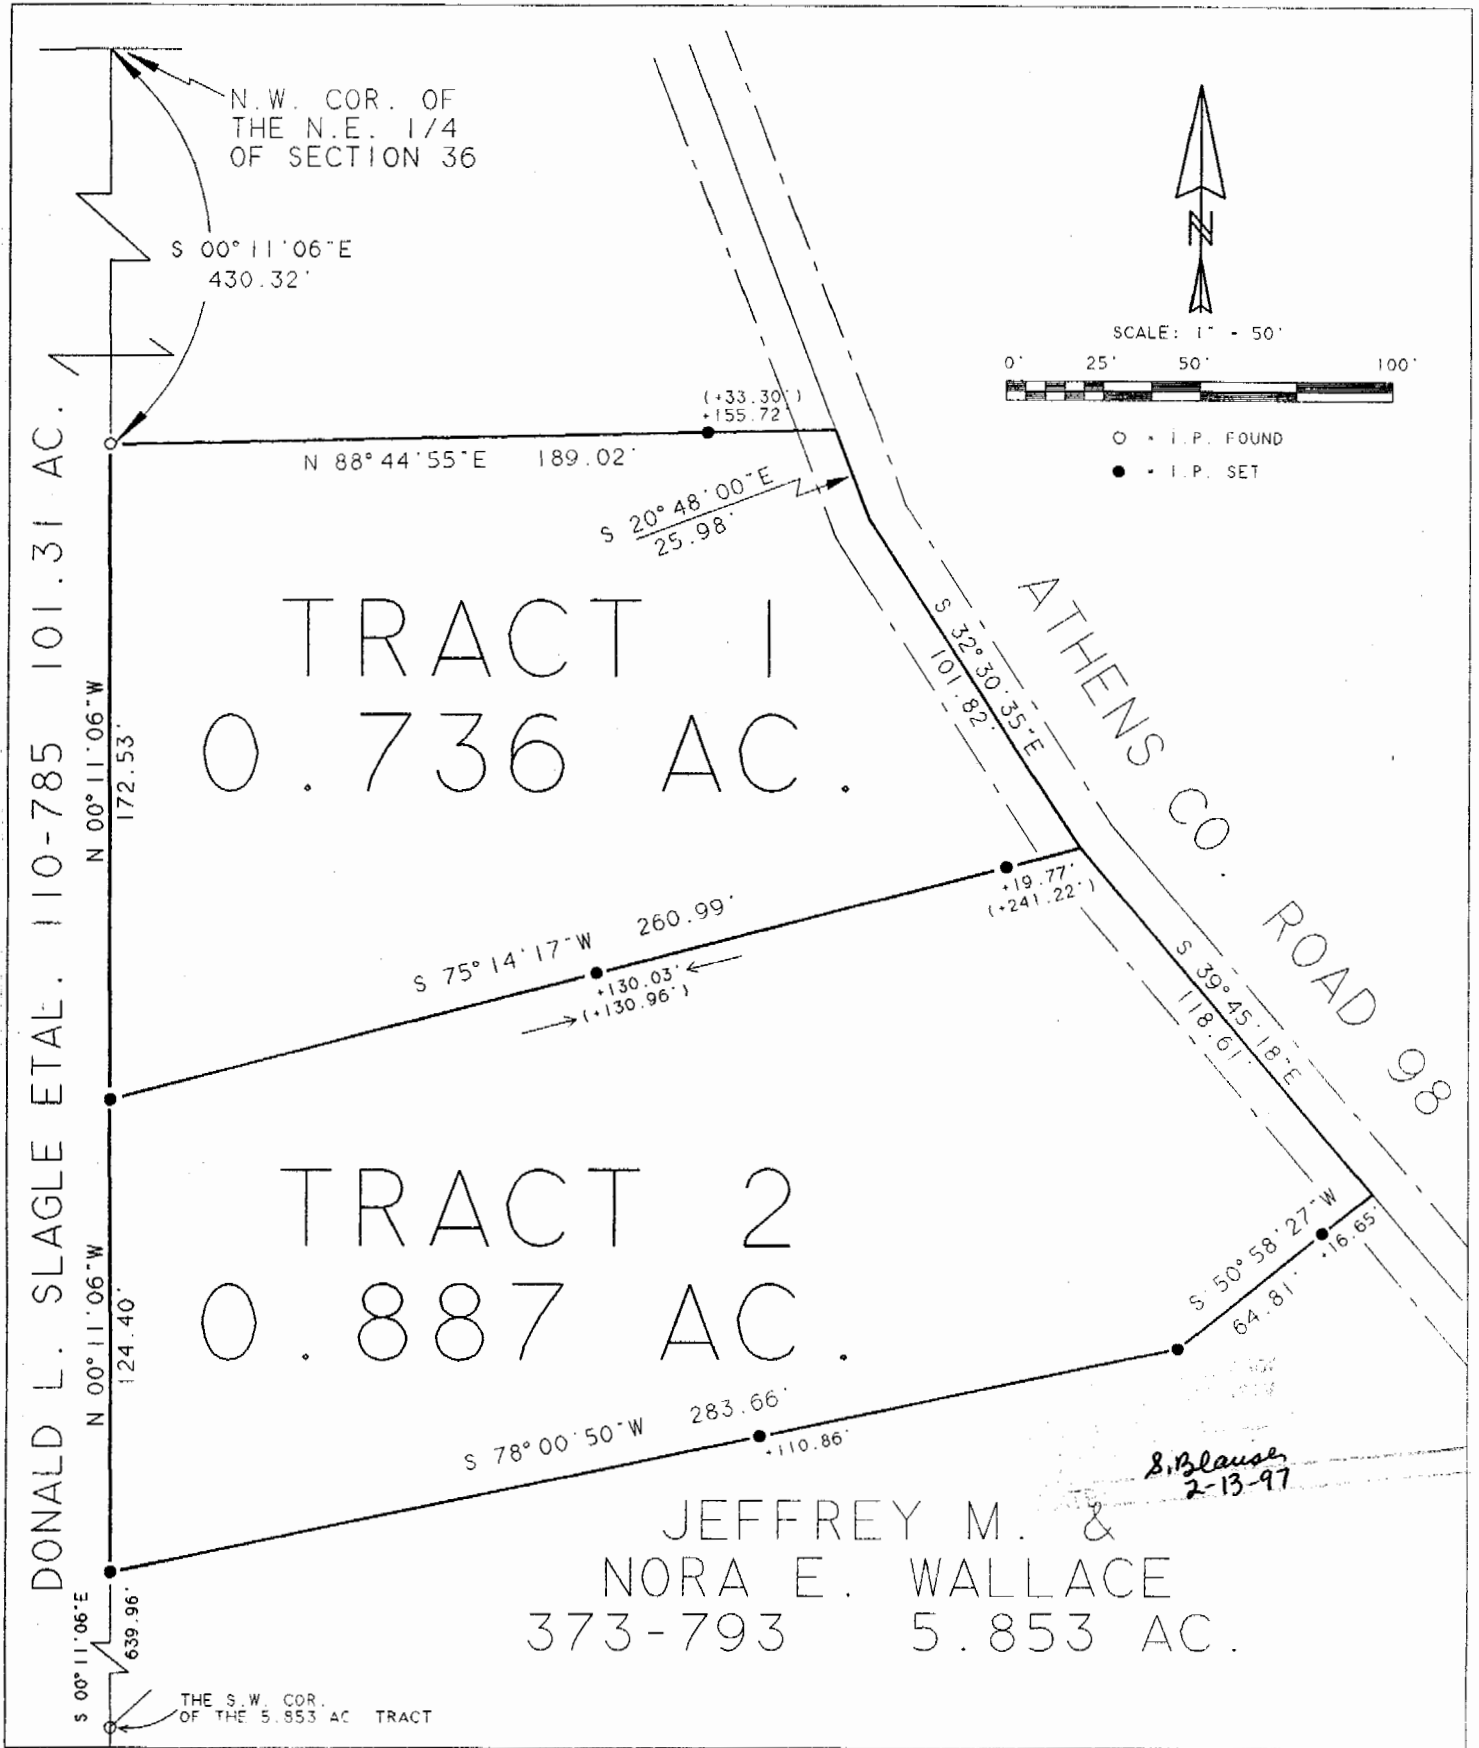 N.W. COR. OF
THE N.E. 1/4
OF SECTION 36
S 00°11'06"E
430.32'
N
SCALE: 1" - 50'
0' 25' 50' 100'
○ - I.P. FOUND
● - I.P. SET
(+33.30')
+155.72'
N 88°44'55"E 189.02'
S 20°48'00"E
25.98'
TRACT 1
0.736 AC.
S 32°30'35"E
101.82'
ATHENS CO. ROAD 98
DONALD L. SLAGLE ETAL. 110-785 101.31 AC.
N 00°11'06"W
172.53'
+19.77'
(+241.22')
S 75°14'17"W 260.99'
+130.03'
(+130.96')
S 39°45'18"E
118.61'
TRACT 2
0.887 AC.
N 00°11'06"W
124.40'
S 50°58'27"W
64.81'
+16.65'
S 78°00'50"W 283.66'
+110.86'
S. Blauser
2-13-97
JEFFREY M. &
NORA E. WALLACE
373-793 5.853 AC.
S 00°11'06"E
639.96'
THE S.W. COR.
OF THE 5.853 AC TRACT